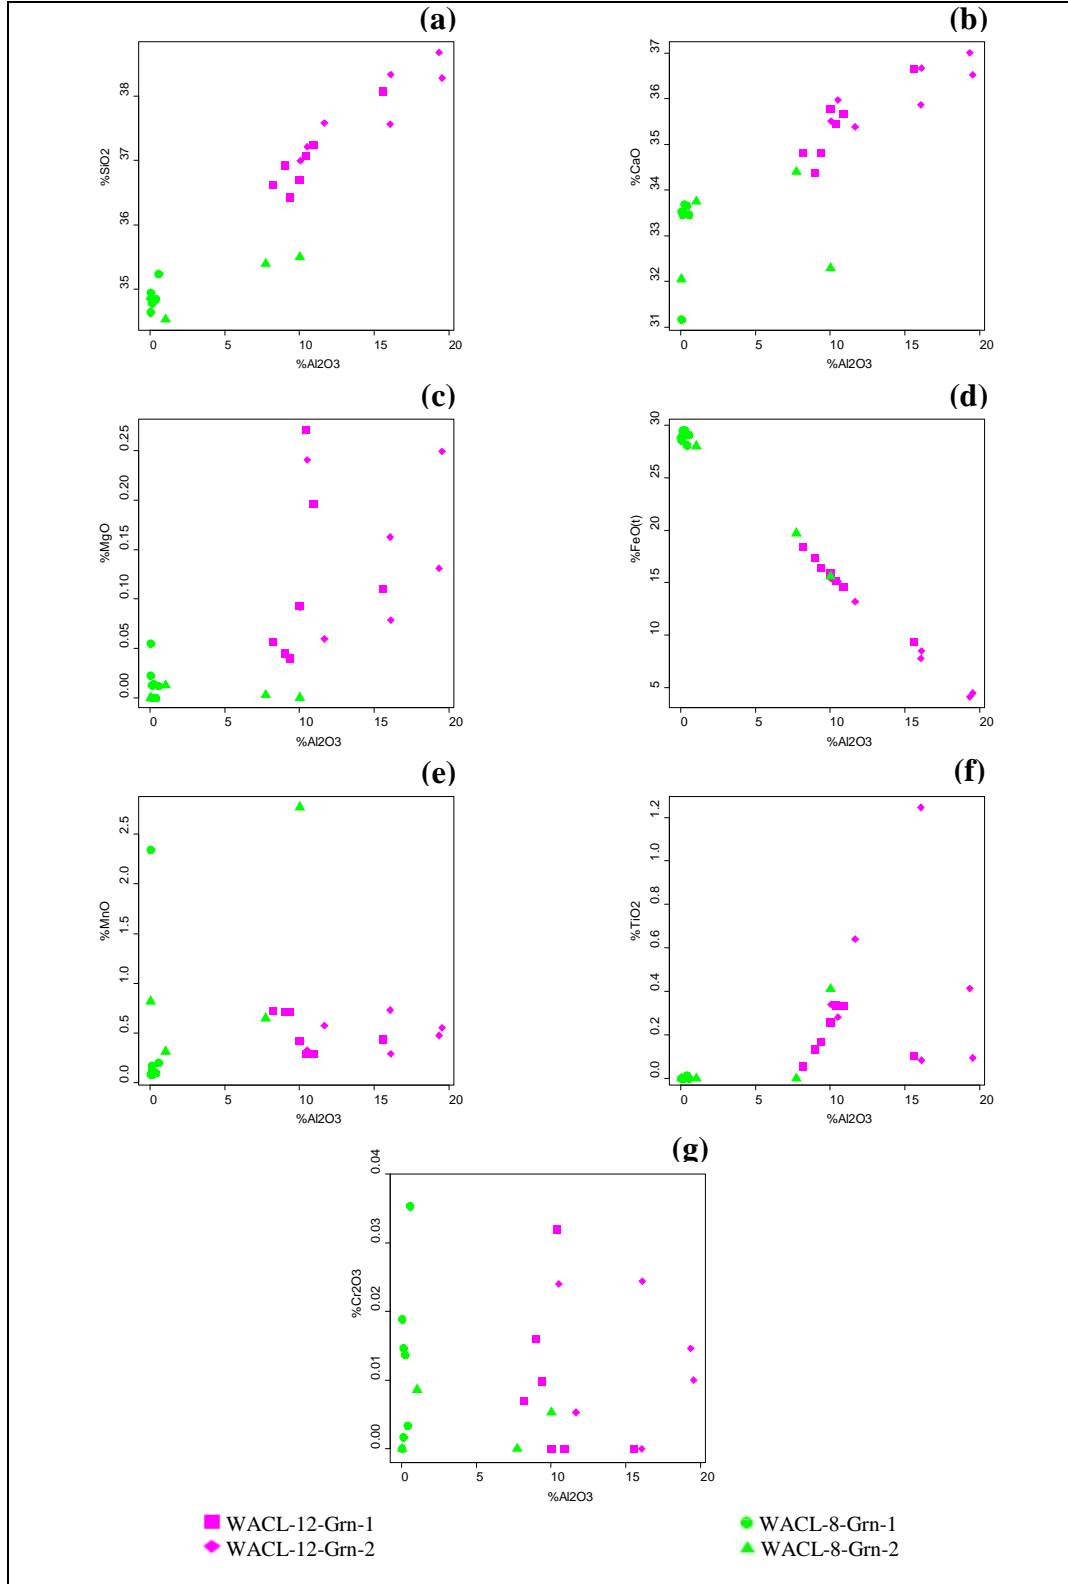 (a)
38
37
36
35
%SiO2
0 5 10 15 20
%Al2O3
(b)
37
36
35
34
33
32
31
%CaO
0 5 10 15 20
%Al2O3
(c)
0.25
0.20
0.15
0.10
0.05
0.00
%MgO
0 5 10 15 20
%Al2O3
(d)
30
25
20
15
10
5
%FeO(t)
0 5 10 15 20
%Al2O3
(e)
2.5
2.0
1.5
1.0
0.5
0.0
%MnO
0 5 10 15 20
%Al2O3
(f)
1.2
1.0
0.8
0.6
0.4
0.2
0.0
%TiO2
0 5 10 15 20
%Al2O3
(g)
0.04
0.03
0.02
0.01
0.00
%Cr2O3
0 5 10 15 20
%Al2O3
WACL-12-Grn-1
WACL-12-Grn-2
WACL-8-Grn-1
WACL-8-Grn-2